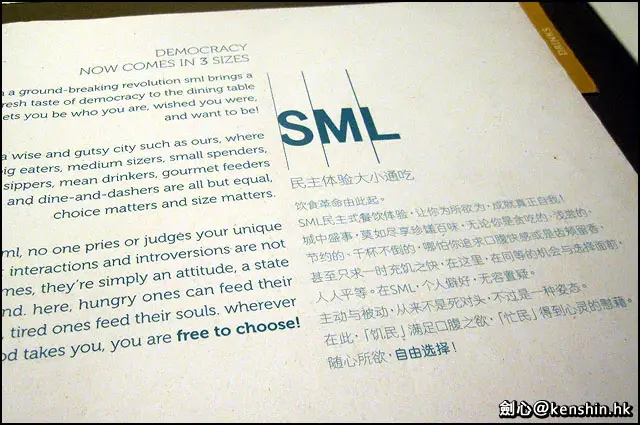 DEMOCRACY
NOW COMES IN 3 SIZES
a ground-breaking revolution sml brings a
fresh taste of democracy to the dining table
lets you be who you are, wished you were,
and want to be!
a wise and gutsy city such as ours, where
big eaters, medium sizers, small spenders,
sippers, mean drinkers, gourmet feeders
and dine-and-dashers are all but equal,
choice matters and size matters.
sml, no one pries or judges your unique
interactions and introversions are not
they're simply an attitude, a state
here, hungry ones can feed their
tired ones feed their souls. wherever
takes you, you are free to choose!
SML
民主体验大小通吃
饮食革命由此起。
SML民主式餐饮体验，让你为所欲为，成就真正自我！
城中盛事，莫如尽享珍馐百味，无论你是贪吃的，浅尝的，
节约的，千杯不倒的，哪怕你追求口腹快感或是齿颊留香，
甚至只求一时充饥之快，在这里，在同等的机会与选择面前，
人人平等。在SML，个人癖好，无容置疑。
主动与被动，从来不是死对头，不过是一种姿态。
在此，「饥民」满足口腹之欲，「忙民」得到心灵的慰藉。
随心所欲，自由选择！
DRINKS
劍心@kenshin.hk